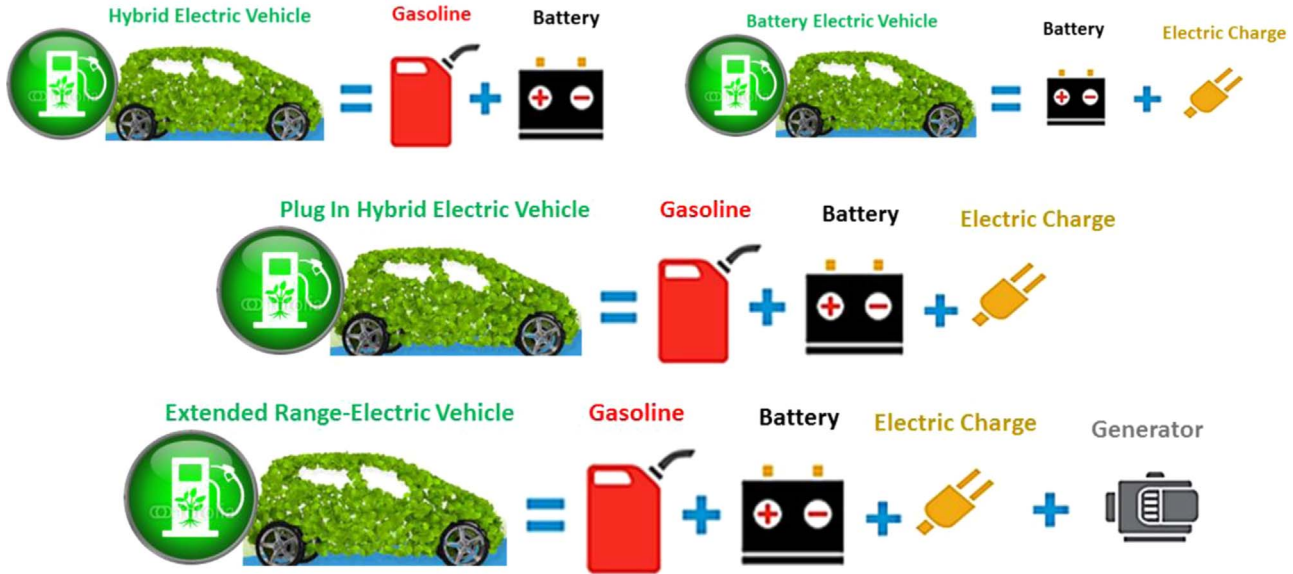 Hybrid Electric Vehicle
Gasoline
Battery
Battery Electric Vehicle
Battery
Electric Charge
Plug In Hybrid Electric Vehicle
Gasoline
Battery
Electric Charge
Extended Range-Electric Vehicle
Gasoline
Battery
Electric Charge
Generator